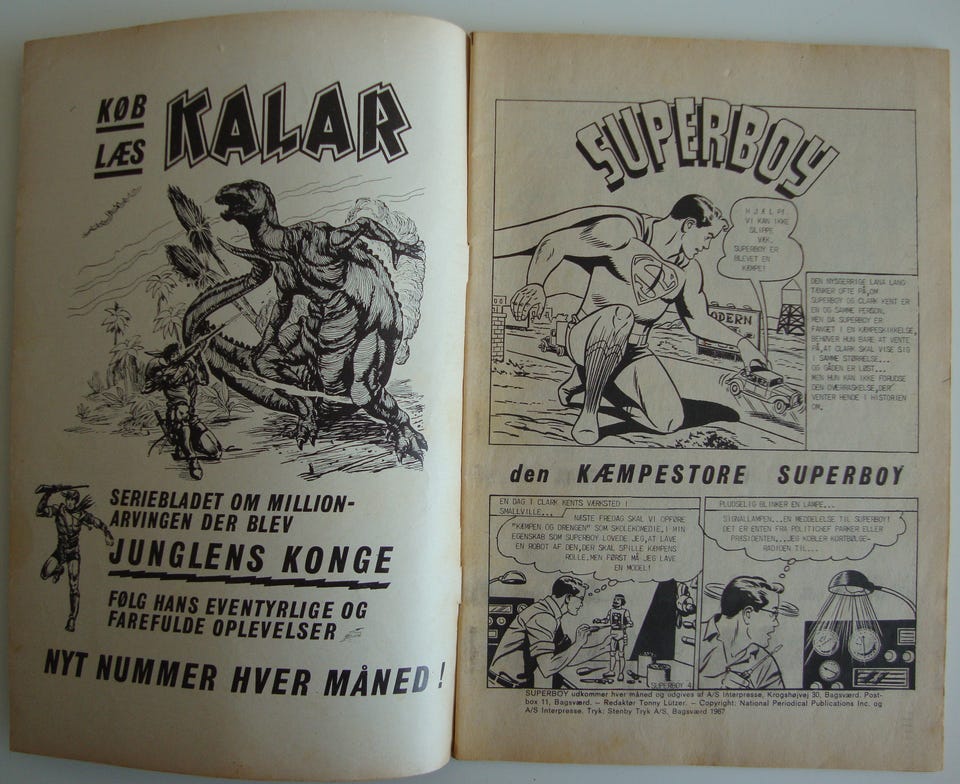 KØB
LÆS
KALAR
SERIEBLADET OM MILLION-
ARVINGEN DER BLEV
JUNGLENS KONGE
FØLG HANS EVENTYRLIGE OG
FAREFULDE OPLEVELSER
NYT NUMMER HVER MÅNED !
SUPERBOY
HJÆLP!
VI KAN IKKE
SLIPPE
VÆK.
SUPERBOY ER
BLEVET EN
KÆMPE!
ODERN
DEN NYSGERRIGE LANA LANG
TÆNKER OFTE PÅ,OM
SUPERBOY OG CLARK KENT ER
EN OG SAMME PERSON.
MEN DA SUPERBOY ER
FANGET I EN KÆMPESKIKKELSE,
BEHØVER HUN BARE AT VENTE
PÅ,AT CLARK SKAL VISE SIG
I SAMME STØRRELSE...
OG GÅDEN ER LØST...
MEN HUN KAN IKKE FORUDSE
DEN OVERRASKELSE,DER
VENTER HENDE I HISTORIEN
OM.
den KÆMPESTORE SUPERBOY
EN DAG I CLARK KENTS VÆRKSTED I
SMALLVILLE...
NÆSTE FREDAG SKAL VI OPFØRE
"KÆMPEN OG DRENGEN" SOM SKOLEKOMEDIE, I MIN
EGENSKAB SOM SUPERBOY LOVEDE JEG,AT LAVE
EN ROBOT AF DEN,DER SKAL SPILLE KÆMPENS
ROLLE.MEN FØRST MÅ JEG LAVE
EN MODEL!
SUPERBOY 4
PLUDSELIG BLINKER EN LAMPE...
SIGNALLAMPEN...EN MEDDELELSE TIL SUPERBOY!
DET ER ENTEN FRA POLITICHEF PARKER ELLER
PRÆSIDENTEN...JEG KOBLER KORTBØLGE-
RADIOEN TIL...
SUPERBOY udkommer hver måned og udgives af A/S Interpresse, Krogshøjvej 30, Bagsværd. Post-
box 11, Bagsværd. – Redaktør Tonny Lützer. – Copyright: National Periodical Publications Inc. og
A/S Interpresse. Tryk: Stenby Tryk A/S, Bagsværd 1967